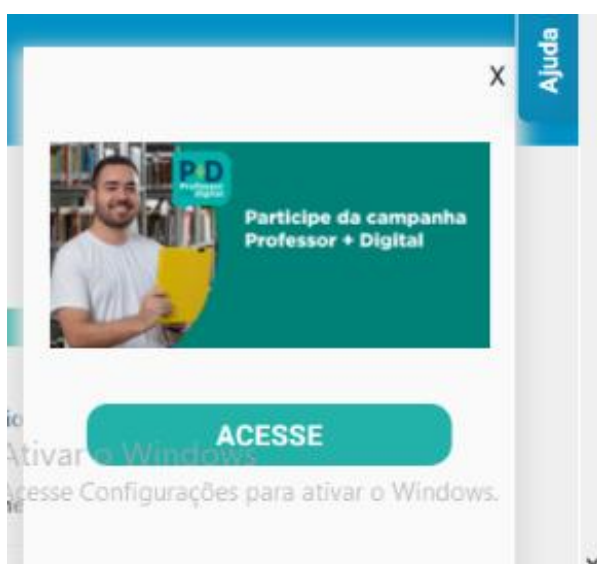 Ajuda
X
P+D
Professor
Digital
Participe da campanha
Professor + Digital
ACESSE
Ativar o Windows
Acesse Configurações para ativar o Windows.